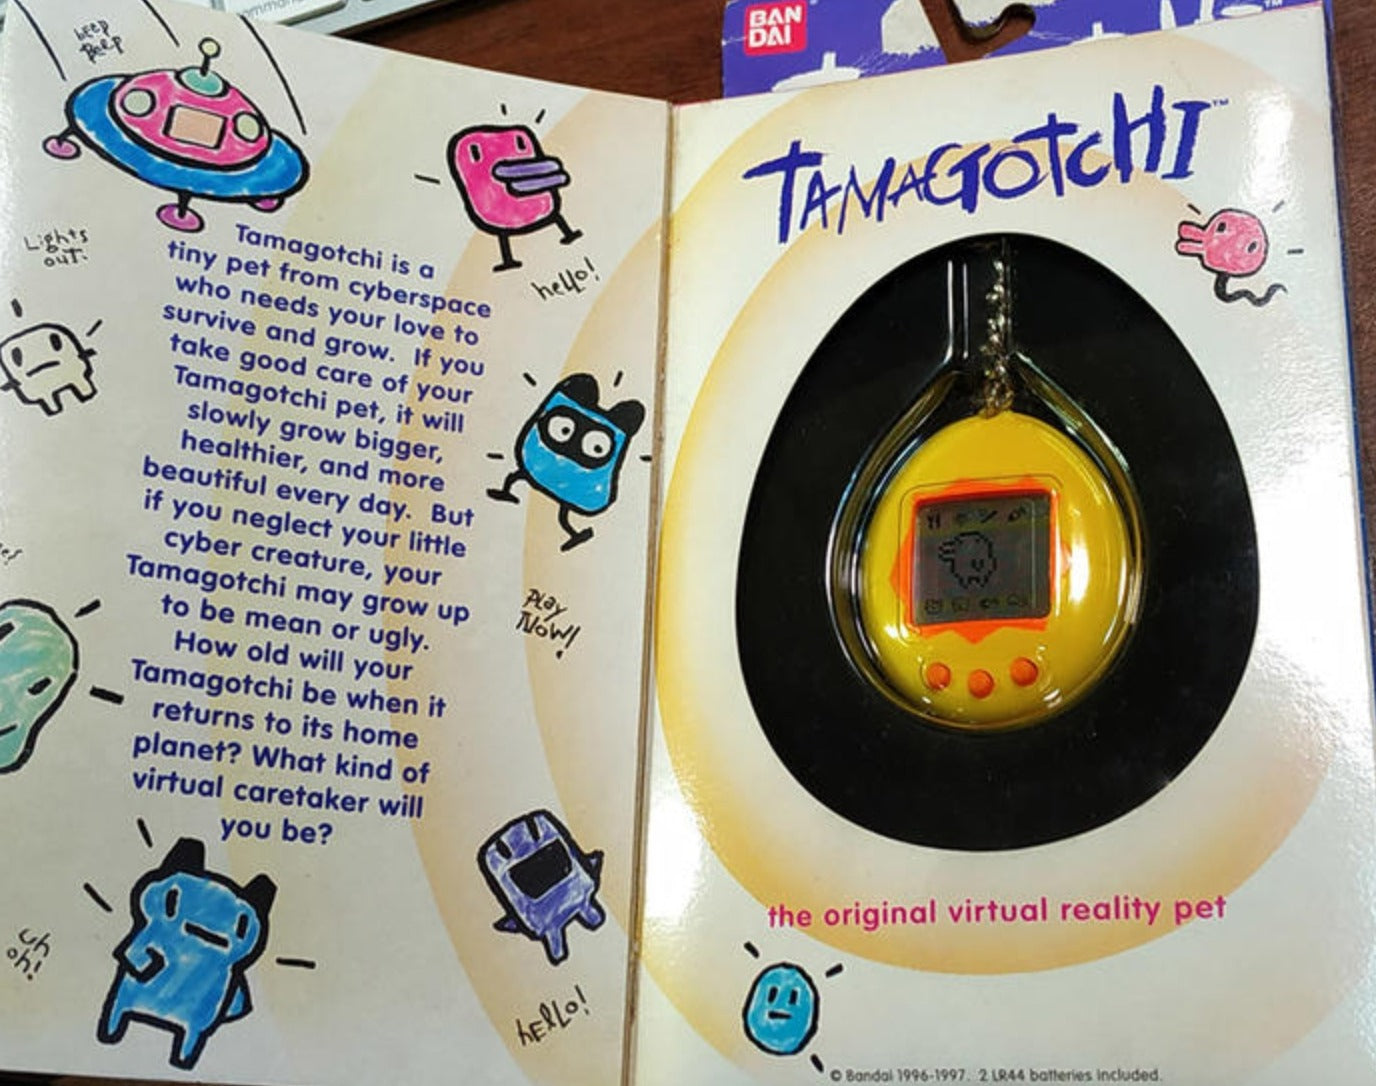 command
beep
beep
Lights
out.
Tamagotchi is a
tiny pet from cyberspace
who needs your love to
survive and grow. If you
take good care of your
Tamagotchi pet, it will
slowly grow bigger,
healthier, and more
beautiful every day. But
if you neglect your little
cyber creature, your
Tamagotchi may grow up
to be mean or ugly.
How old will your
Tamagotchi be when it
returns to its home
planet? What kind of
virtual caretaker will
you be?
hello!
PLay
NoW!
uh
oh!
hELLo!
BAN
DAI
TAMAGOTCHI™
the original virtual reality pet
© Bandai 1996-1997. 2 LR44 batteries included.